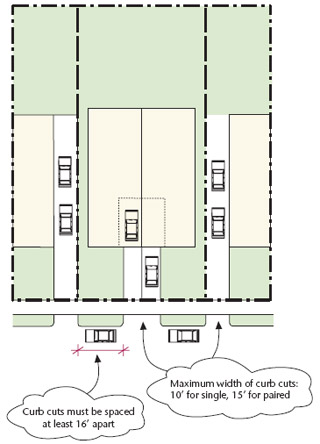 Maximum width of curb cuts:
10’ for single, 15’ for paired
Curb cuts must be spaced
at least 16’ apart